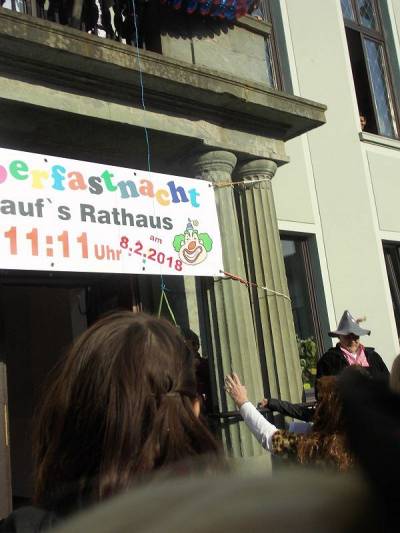 erfastnacht
auf`s Rathaus
11:11 Uhr am 8.2.2018